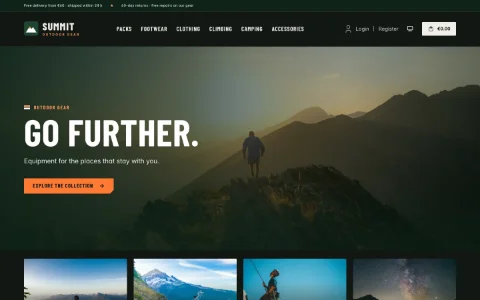 Free delivery from €60 · shipped within 24 h
60-day returns · free repairs on our gear
SUMMIT
OUTDOOR GEAR
PACKS FOOTWEAR CLOTHING CLIMBING CAMPING ACCESSORIES
Login | Register
€0.00
OUTDOOR GEAR
GO FURTHER.
Equipment for the places that stay with you.
EXPLORE THE COLLECTION →